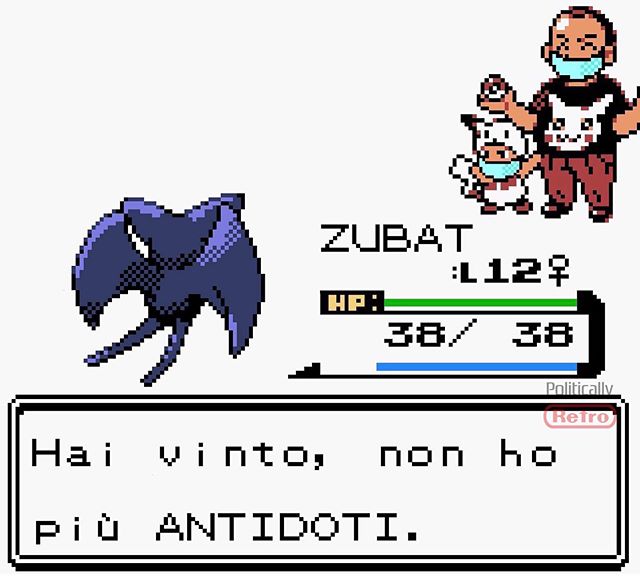 ZUBAT
:L12♀
HP:
38/ 38
Politically
Retro
Hai vinto, non ho
più ANTIDOTI.